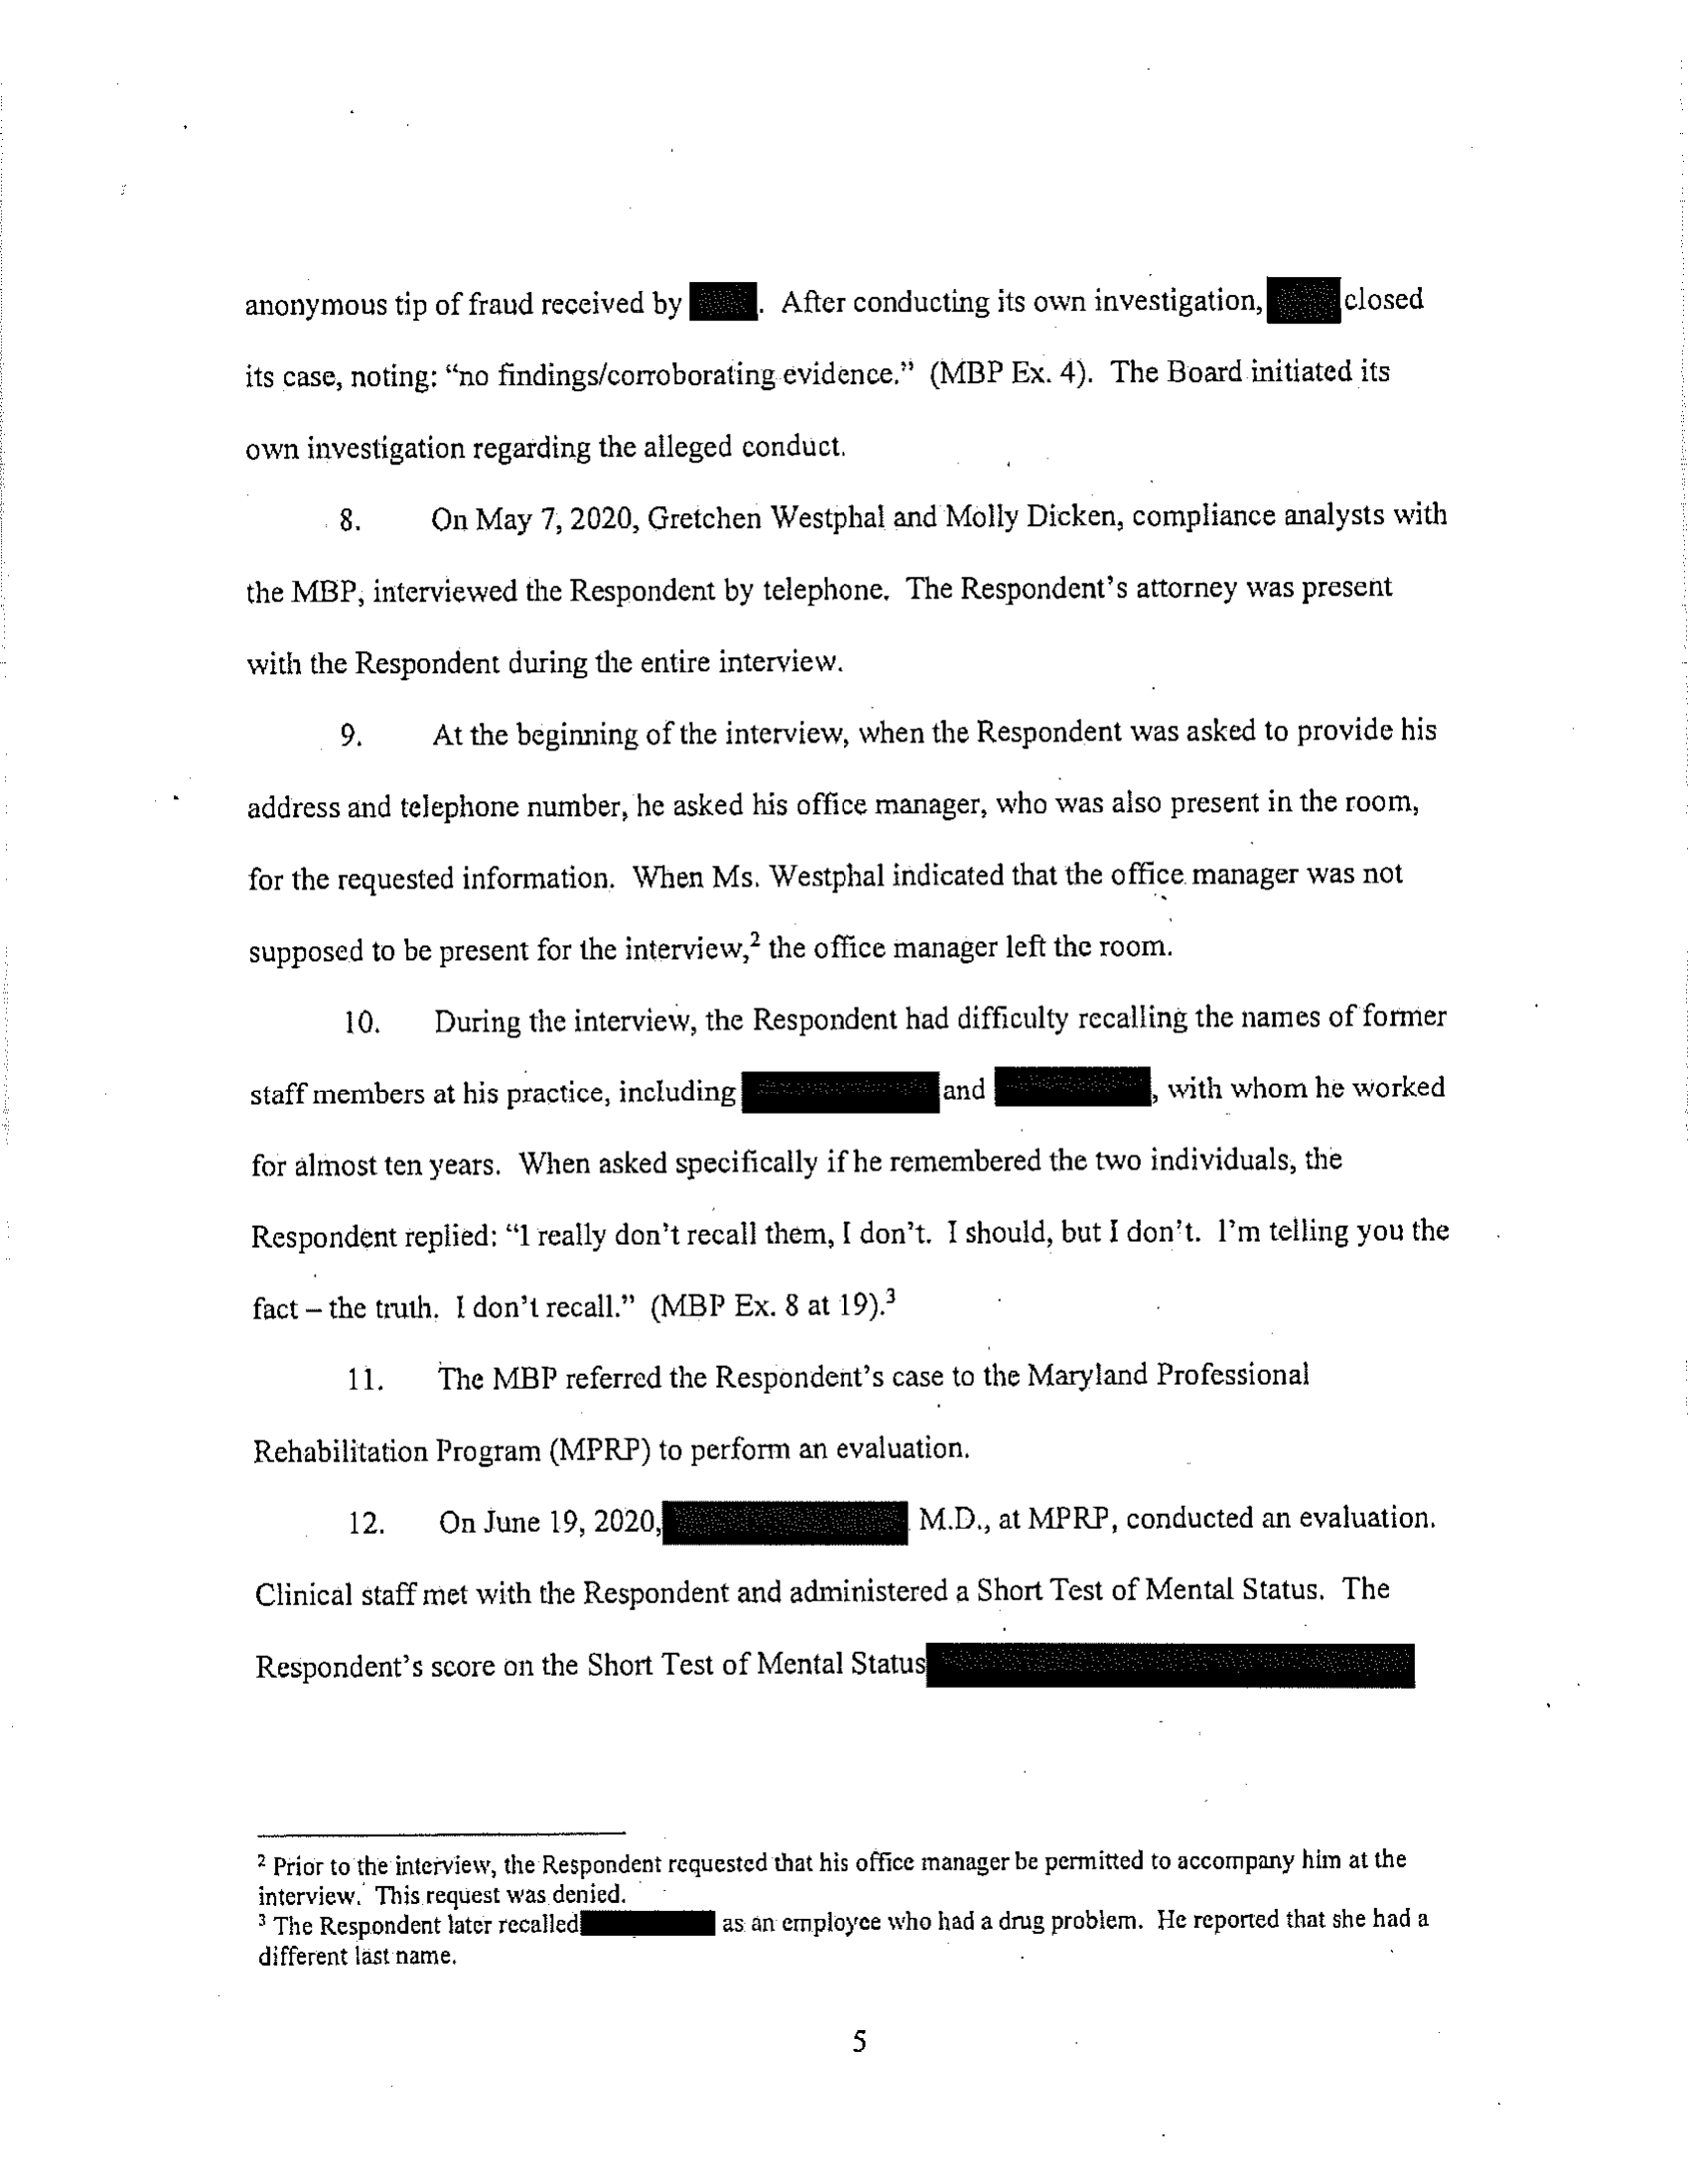 anonymous tip of fraud received by . After conducting its own investigation, closed
its case, noting: “no findings/corroborating evidence.” (MBP Ex. 4). The Board initiated its
own investigation regarding the alleged conduct.
8. On May 7, 2020, Gretchen Westphal and Molly Dicken, compliance analysts with
the MBP, interviewed the Respondent by telephone. The Respondent’s attorney was present
with the Respondent during the entire interview.
9. At the beginning of the interview, when the Respondent was asked to provide his
address and telephone number, he asked his office manager, who was also present in the room,
for the requested information. When Ms. Westphal indicated that the office manager was not
supposed to be present for the interview,² the office manager left the room.
10. During the interview, the Respondent had difficulty recalling the names of former
staff members at his practice, including and , with whom he worked
for almost ten years. When asked specifically if he remembered the two individuals, the
Respondent replied: “I really don’t recall them, I don’t. I should, but I don’t. I’m telling you the
fact – the truth. I don’t recall.” (MBP Ex. 8 at 19).³
11. The MBP referred the Respondent’s case to the Maryland Professional
Rehabilitation Program (MPRP) to perform an evaluation.
12. On June 19, 2020, M.D., at MPRP, conducted an evaluation.
Clinical staff met with the Respondent and administered a Short Test of Mental Status. The
Respondent’s score on the Short Test of Mental Status
² Prior to the interview, the Respondent requested that his office manager be permitted to accompany him at the
interview. This request was denied.
³ The Respondent later recalled as an employee who had a drug problem. He reported that she had a
different last name.
5